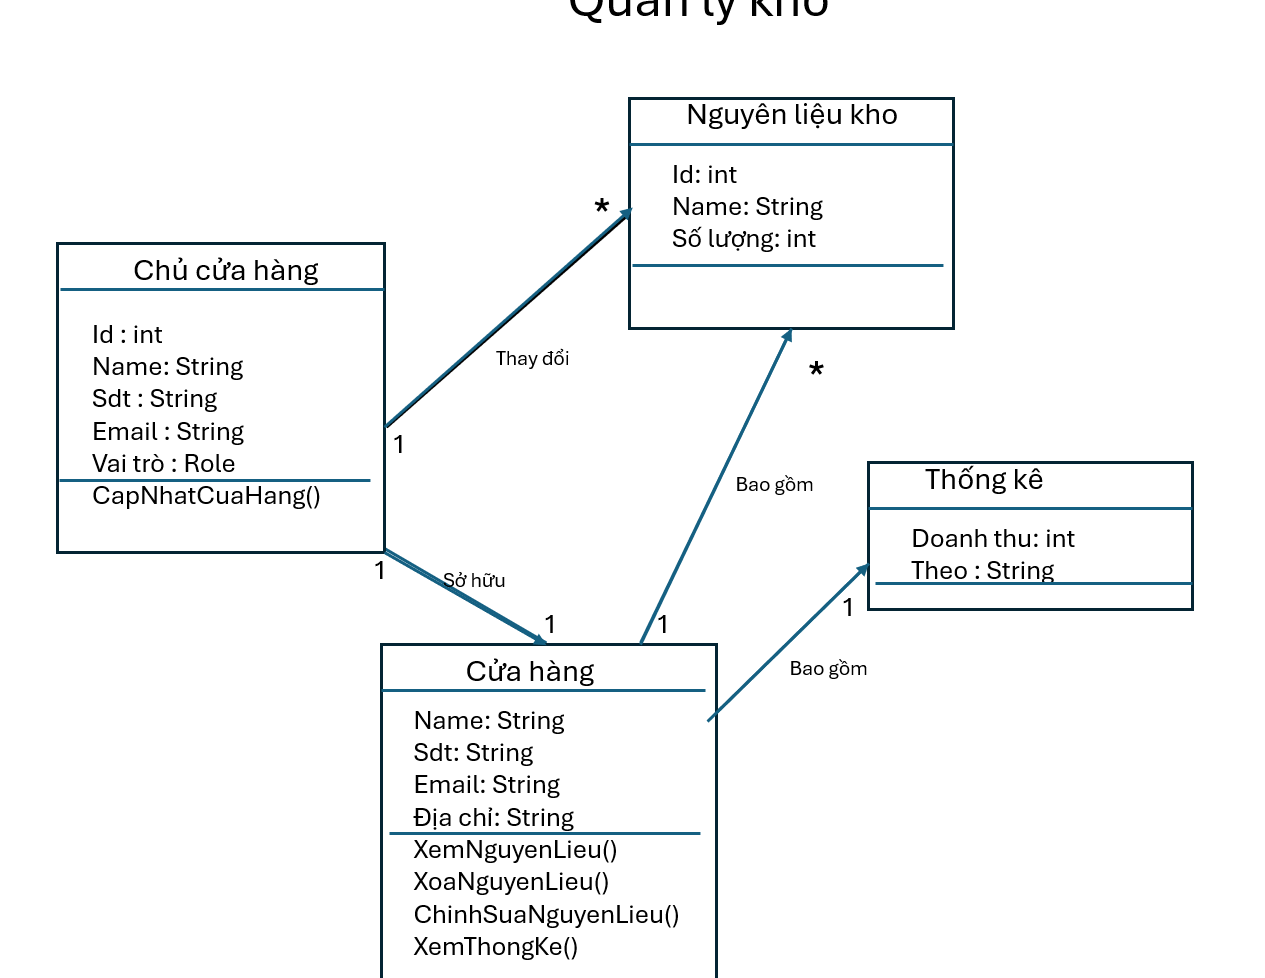 Quản lý kho
Nguyên liệu kho
Id: int
Name: String
Số lượng: int
*
Chủ cửa hàng
Id : int
Name: String
Sdt : String
Email : String
Vai trò : Role
CapNhatCuaHang()
Thay đổi
1
*
Bao gồm
Thống kê
Doanh thu: int
Theo : String
1
Sở hữu
1
1
1
Bao gồm
Cửa hàng
Name: String
Sdt: String
Email: String
Địa chỉ: String
XemNguyenLieu()
XoaNguyenLieu()
ChinhSuaNguyenLieu()
XemThongKe()